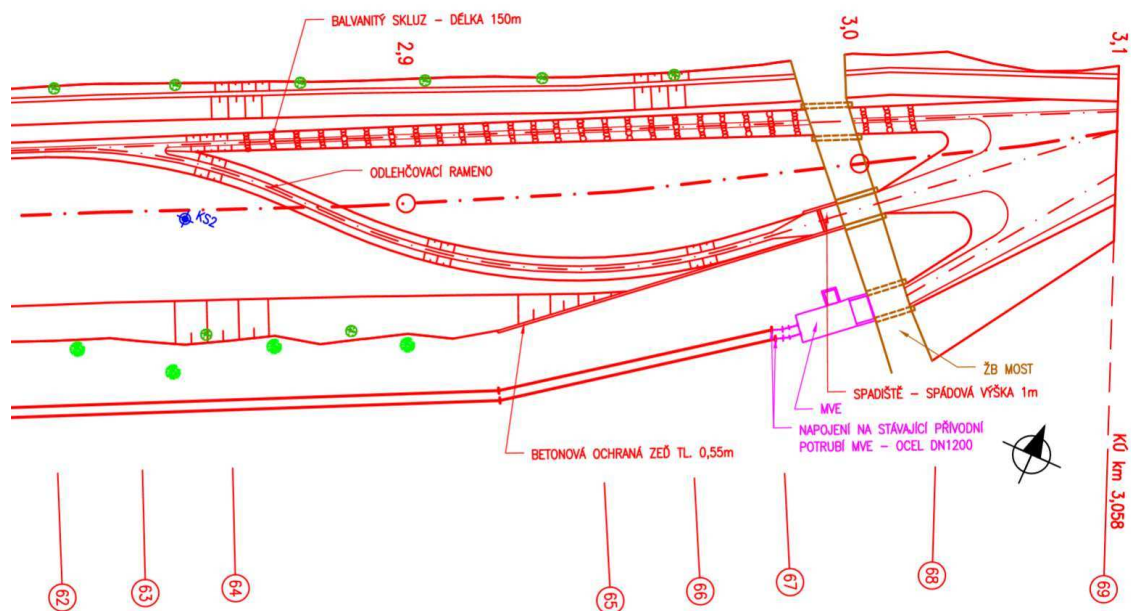 BALVANITÝ SKLUZ - DÉLKA 150m
2,9
3,0
3,1
ODLEHČOVACÍ RAMENO
KS2
ŽB MOST
SPADIŠTĚ - SPÁDOVÁ VÝŠKA 1m
MVE
NAPOJENÍ NA STÁVAJÍCÍ PŘÍVODNÍ
POTRUBÍ MVE - OCEL DN1200
BETONOVÁ OCHRANÁ ZEĎ TL. 0,55m
KÚ km 3,058
62
63
64
65
66
67
68
69